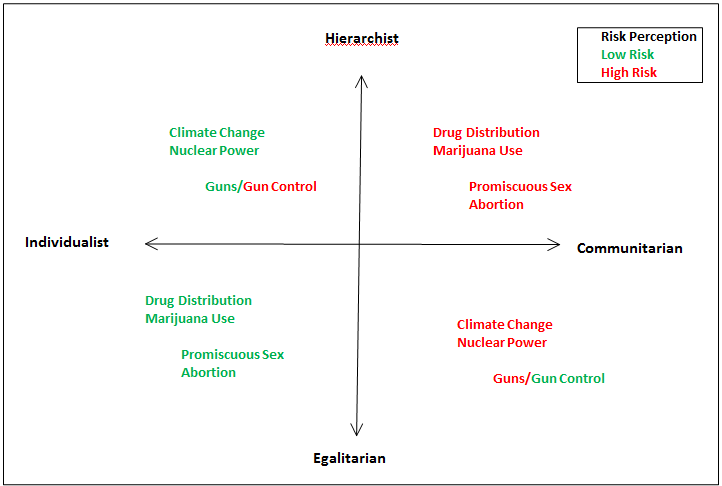 Hierarchist
Risk Perception
Low Risk
High Risk
Climate Change
Nuclear Power
Guns/Gun Control
Drug Distribution
Marijuana Use
Promiscuous Sex
Abortion
Individualist
Communitarian
Drug Distribution
Marijuana Use
Promiscuous Sex
Abortion
Climate Change
Nuclear Power
Guns/Gun Control
Egalitarian